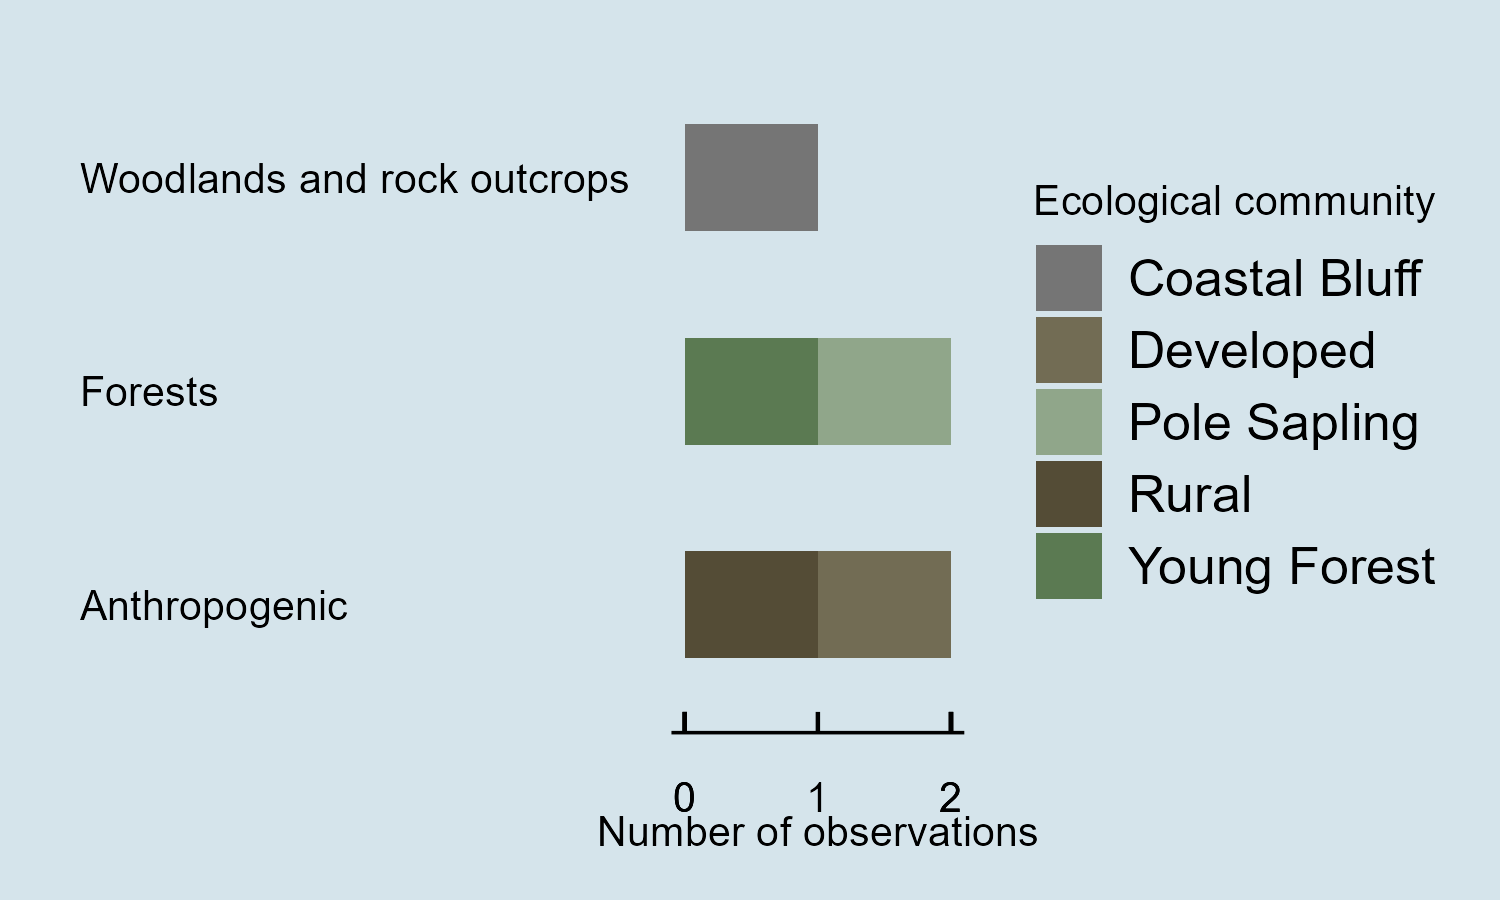 Woodlands and rock outcrops
Forests
Anthropogenic
0 1 2
Number of observations
Ecological community
Coastal Bluff
Developed
Pole Sapling
Rural
Young Forest